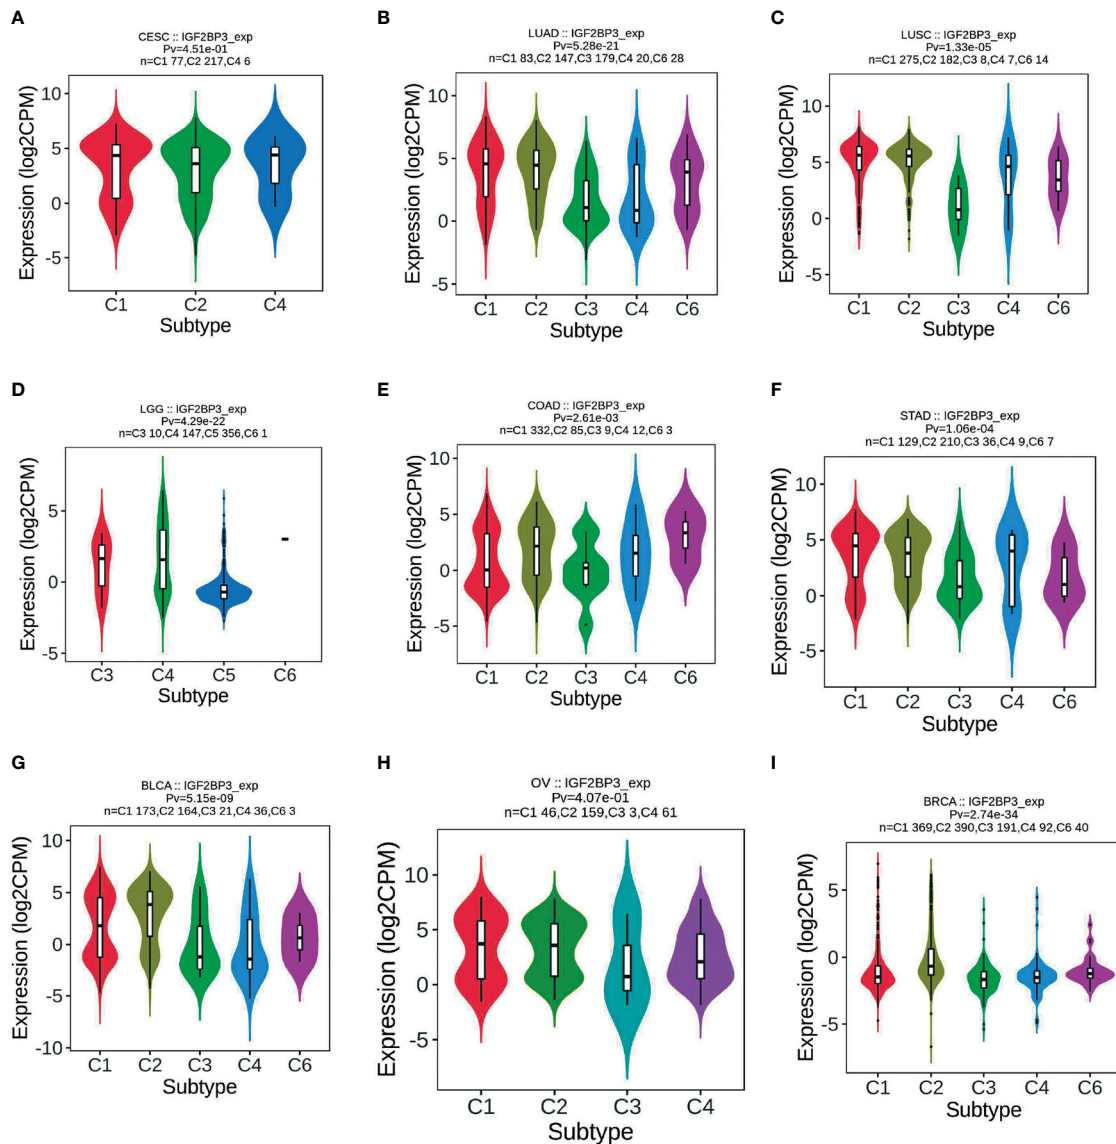 A
CESC :: IGF2BP3_exp
Pv=4.51e-01
n=C1 77,C2 217,C4 6
Expression (log2CPM)
10
5
0
-5
C1 C2 C4
Subtype
B
LUAD :: IGF2BP3_exp
Pv=5.28e-21
n=C1 83,C2 147,C3 179,C4 20,C6 28
Expression (log2CPM)
10
5
0
-5
C1 C2 C3 C4 C6
Subtype
C
LUSC :: IGF2BP3_exp
Pv=1.33e-05
n=C1 275,C2 182,C3 8,C4 7,C6 14
Expression (log2CPM)
10
5
0
-5
C1 C2 C3 C4 C6
Subtype
D
LGG :: IGF2BP3_exp
Pv=4.29e-22
n=C3 10,C4 147,C5 356,C6 1
Expression (log2CPM)
5
0
-5
C3 C4 C5 C6
Subtype
E
COAD :: IGF2BP3_exp
Pv=2.61e-03
n=C1 332,C2 85,C3 9,C4 12,C6 3
Expression (log2CPM)
10
5
0
-5
C1 C2 C3 C4 C6
Subtype
F
STAD :: IGF2BP3_exp
Pv=1.06e-04
n=C1 129,C2 210,C3 36,C4 9,C6 7
Expression (log2CPM)
10
5
0
-5
C1 C2 C3 C4 C6
Subtype
G
BLCA :: IGF2BP3_exp
Pv=5.15e-09
n=C1 173,C2 164,C3 21,C4 36,C6 3
Expression (log2CPM)
10
5
0
-5
-10
C1 C2 C3 C4 C6
Subtype
H
OV :: IGF2BP3_exp
Pv=4.07e-01
n=C1 46,C2 159,C3 3,C4 61
Expression (log2CPM)
10
5
0
-5
C1 C2 C3 C4
Subtype
I
BRCA :: IGF2BP3_exp
Pv=2.74e-34
n=C1 369,C2 390,C3 191,C4 92,C6 40
Expression (log2CPM)
5
0
-5
C1 C2 C3 C4 C6
Subtype